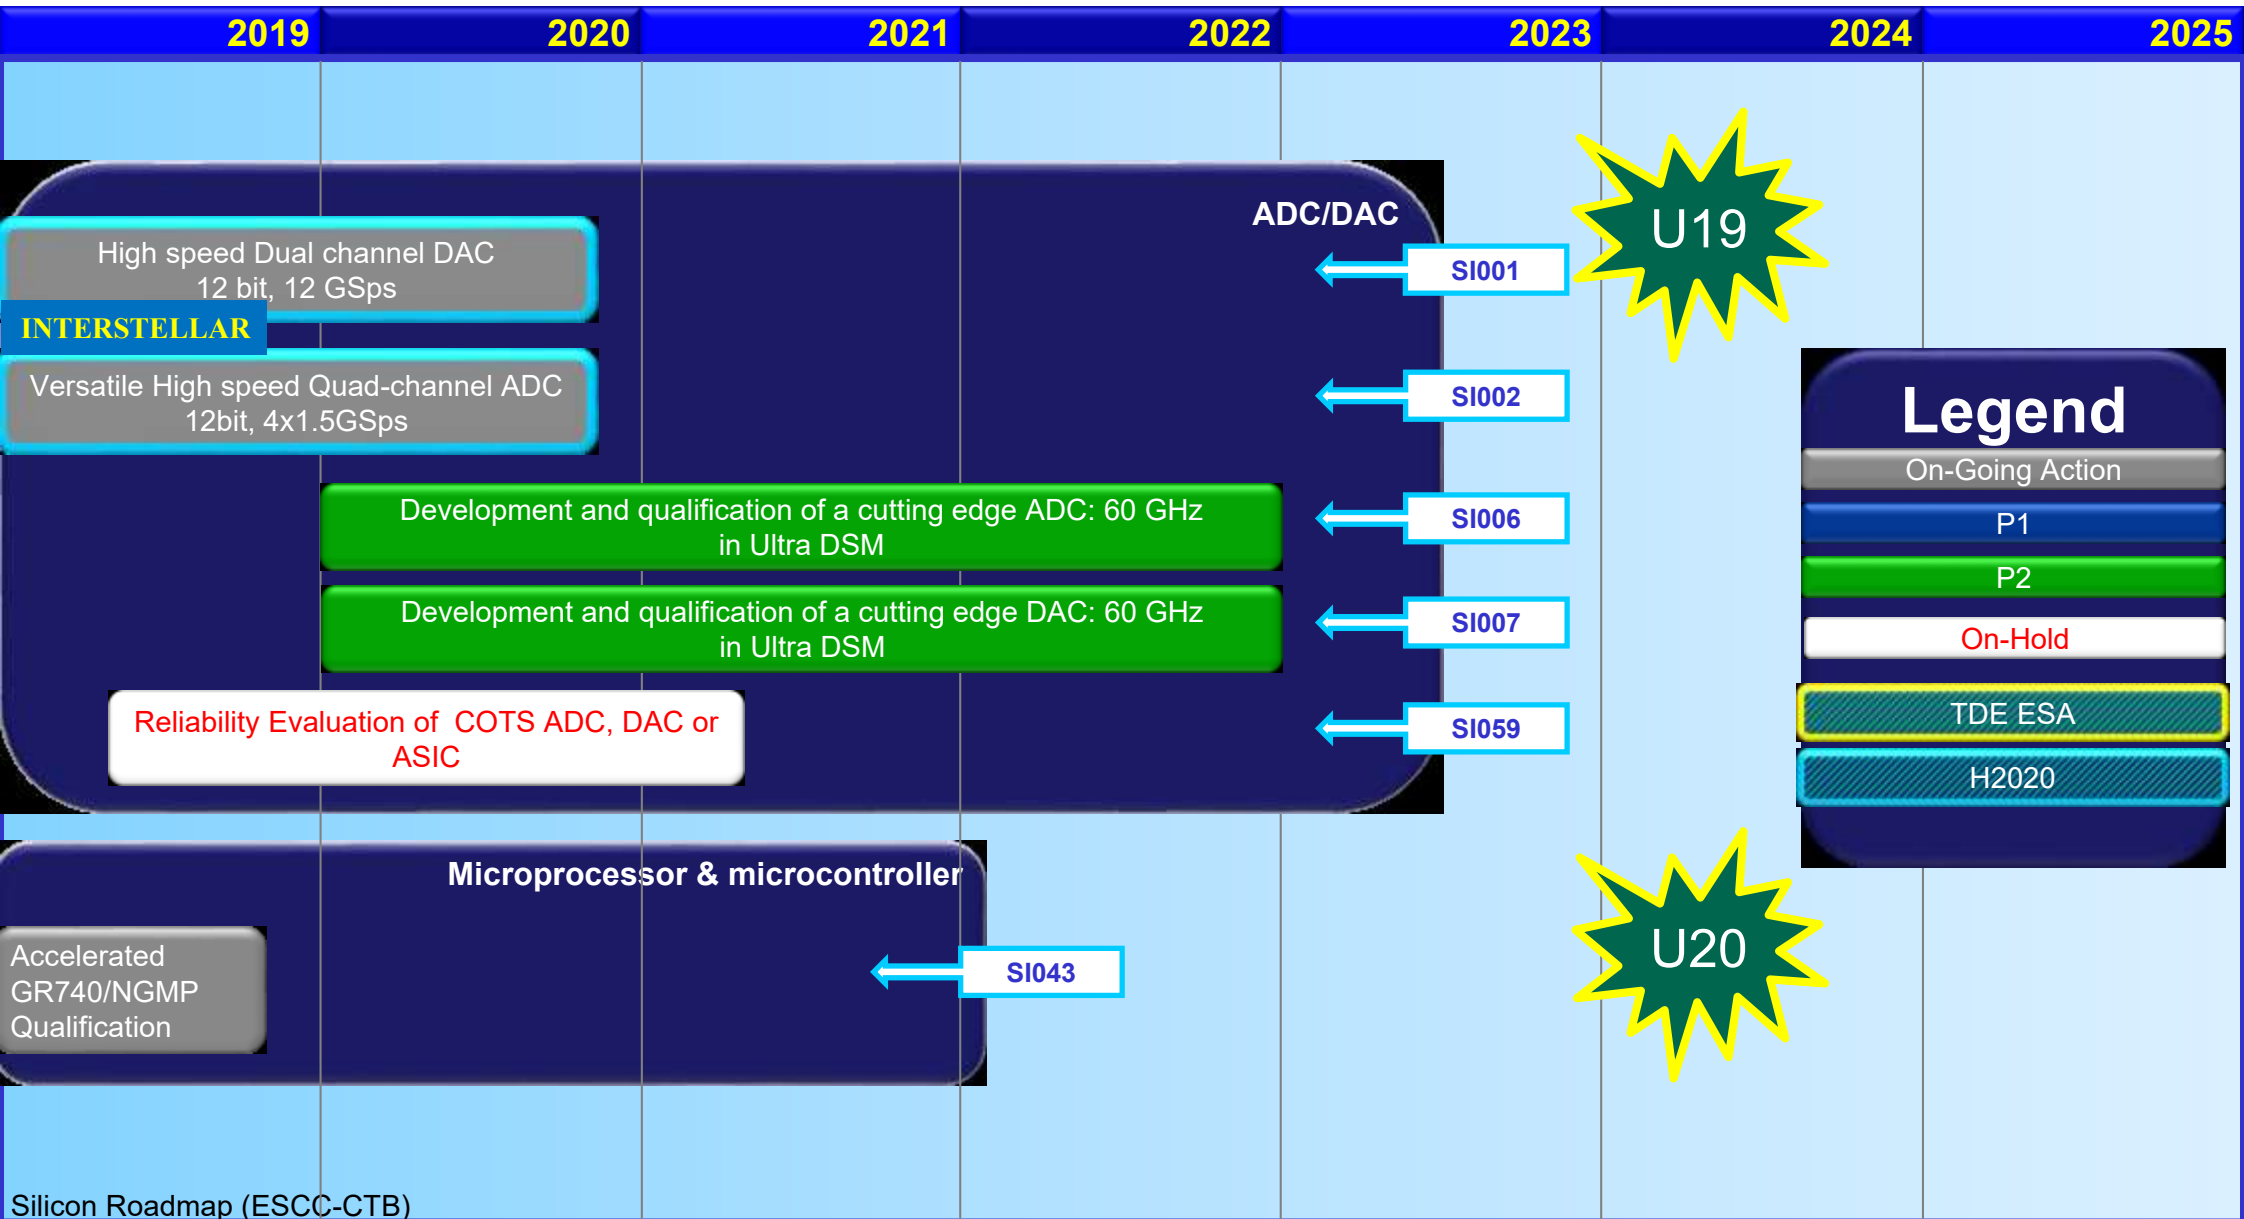 2019 2020 2021 2022 2023 2024 2025
ADC/DAC
High speed Dual channel DAC
12 bit, 12 GSps
SI001
U19
INTERSTELLAR
Versatile High speed Quad-channel ADC
12bit, 4x1.5GSps
SI002
Development and qualification of a cutting edge ADC: 60 GHz
in Ultra DSM
SI006
Development and qualification of a cutting edge DAC: 60 GHz
in Ultra DSM
SI007
Reliability Evaluation of COTS ADC, DAC or
ASIC
SI059
Legend
On-Going Action
P1
P2
On-Hold
TDE ESA
H2020
Microprocessor & microcontroller
Accelerated
GR740/NGMP
Qualification
SI043
U20
Silicon Roadmap (ESCC-CTB)